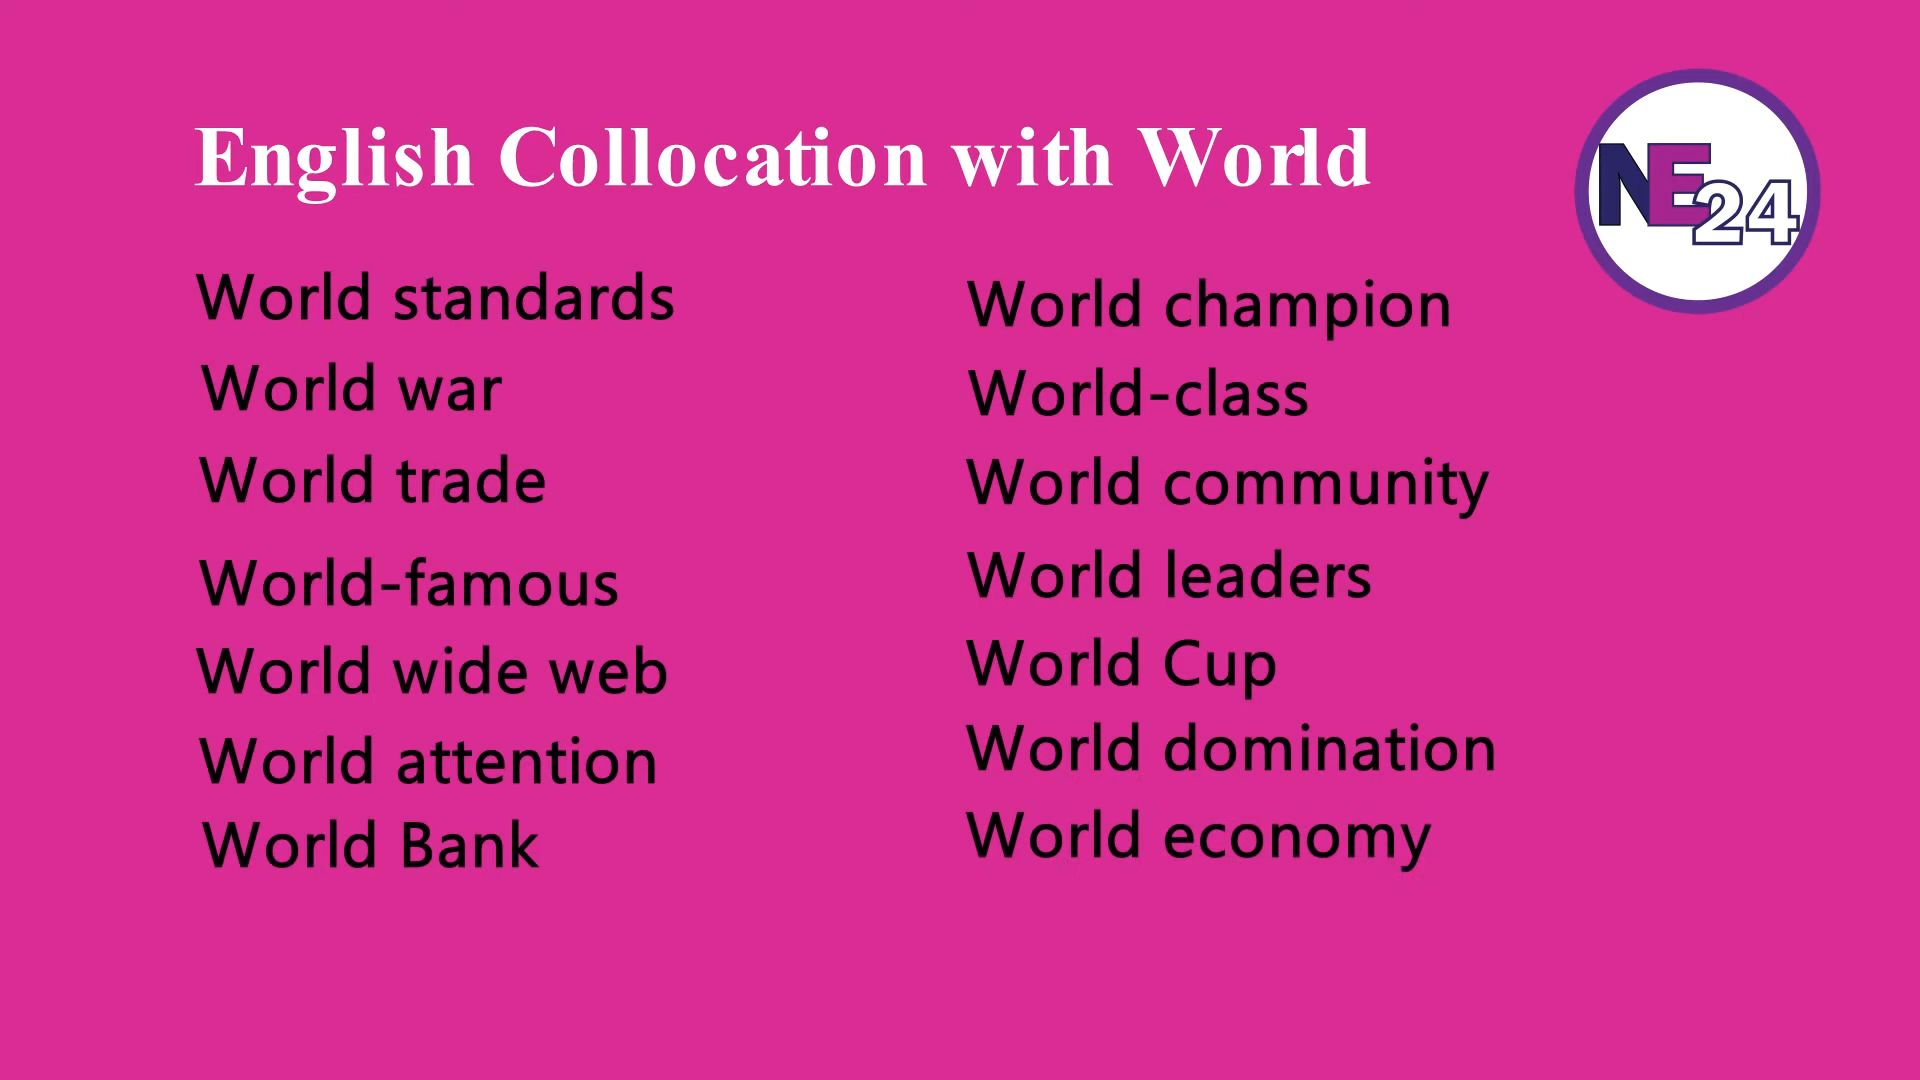 English Collocation with World
NE24
World standards
World war
World trade
World-famous
World wide web
World attention
World Bank
World champion
World-class
World community
World leaders
World Cup
World domination
World economy